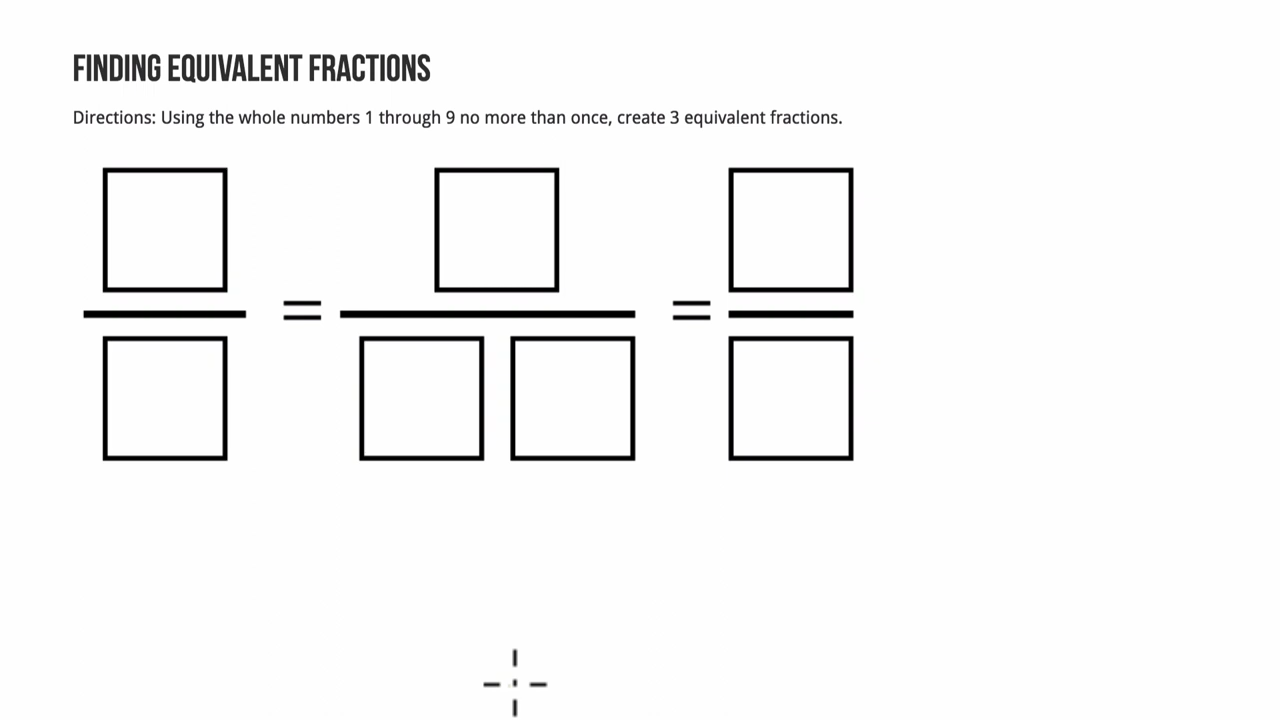 FINDING EQUIVALENT FRACTIONS
Directions: Using the whole numbers 1 through 9 no more than once, create 3 equivalent fractions.
= =